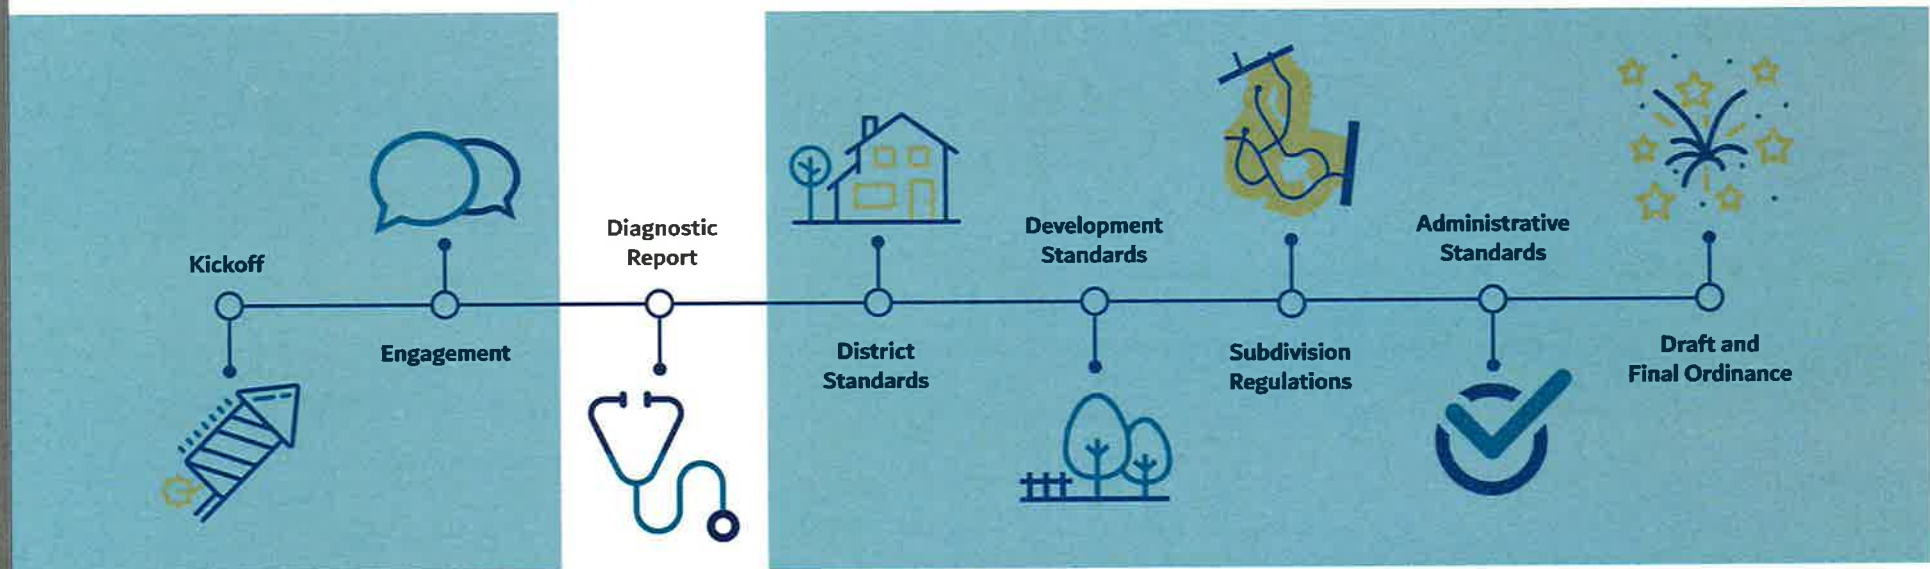 Kickoff
Engagement
Diagnostic
Report
District
Standards
Development
Standards
Subdivision
Regulations
Administrative
Standards
Draft and
Final Ordinance